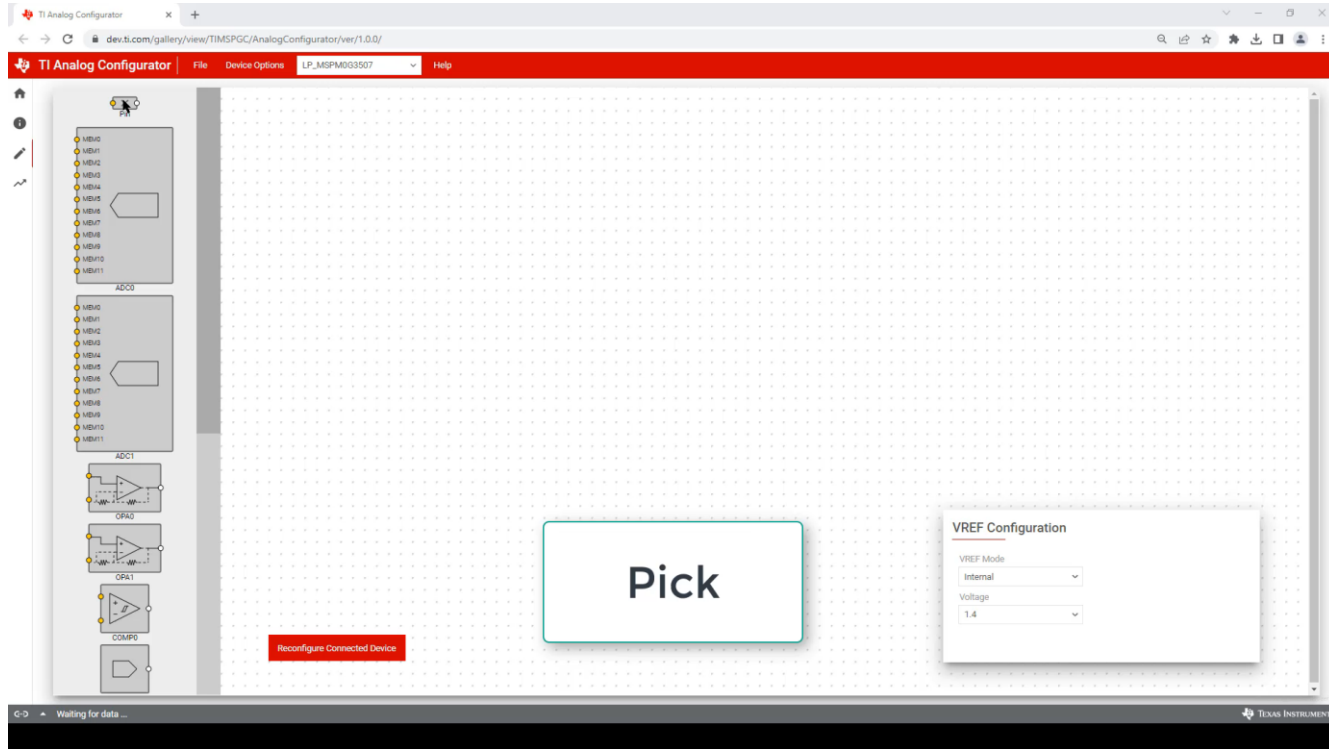 TI Analog Configurator
dev.ti.com/gallery/view/TIMSPGC/AnalogConfigurator/ver/1.0.0/
TI Analog Configurator File Device Options LP_MSPM0G3507 Help
Pin
MEM0
MEM1
MEM2
MEM3
MEM4
MEM5
MEM6
MEM7
MEM8
MEM9
MEM10
MEM11
ADC0
MEM0
MEM1
MEM2
MEM3
MEM4
MEM5
MEM6
MEM7
MEM8
MEM9
MEM10
MEM11
ADC1
OPA0
OPA1
COMP0
Reconfigure Connected Device
Pick
VREF Configuration
VREF Mode
Internal
Voltage
1.4
Waiting for data ...
TEXAS INSTRUMENT